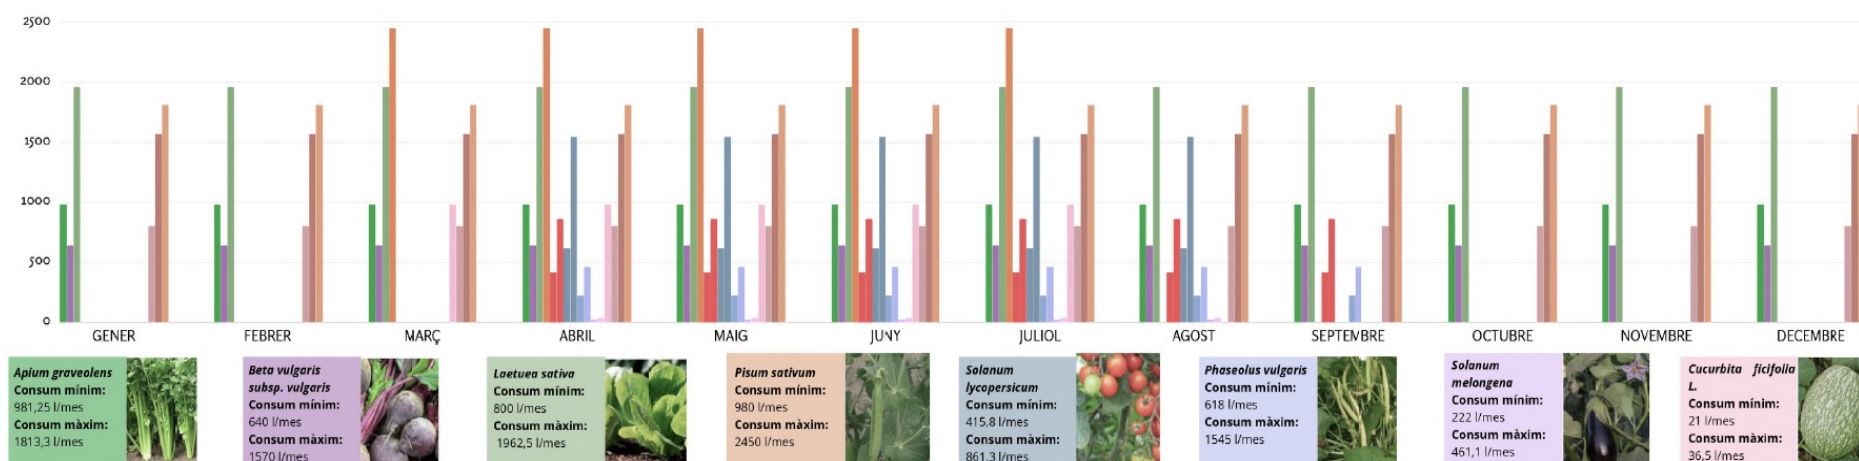 2500
2000
1500
1000
500
0
GENER FEBRER MARÇ ABRIL MAIG JUNY JULIOL AGOST SEPTEMBRE OCTUBRE NOVEMBRE DECEMBRE
Apium graveolens
Consum mínim:
981,25 l/mes
Consum màxim:
1813,3 l/mes
Beta vulgaris
subsp. vulgaris
Consum mínim:
640 l/mes
Consum màxim:
1570 l/mes
Laetuea sativa
Consum mínim:
800 l/mes
Consum màxim:
1962,5 l/mes
Pisum sativum
Consum mínim:
980 l/mes
Consum màxim:
2450 l/mes
Solanum
lycopersicum
Consum mínim:
415,8 l/mes
Consum màxim:
861,3 l/mes
Phaseolus vulgaris
Consum mínim:
618 l/mes
Consum màxim:
1545 l/mes
Solanum
melongena
Consum mínim:
222 l/mes
Consum màxim:
461,1 l/mes
Cucurbita ficifolia
L.
Consum mínim:
21 l/mes
Consum màxim:
36,5 l/mes